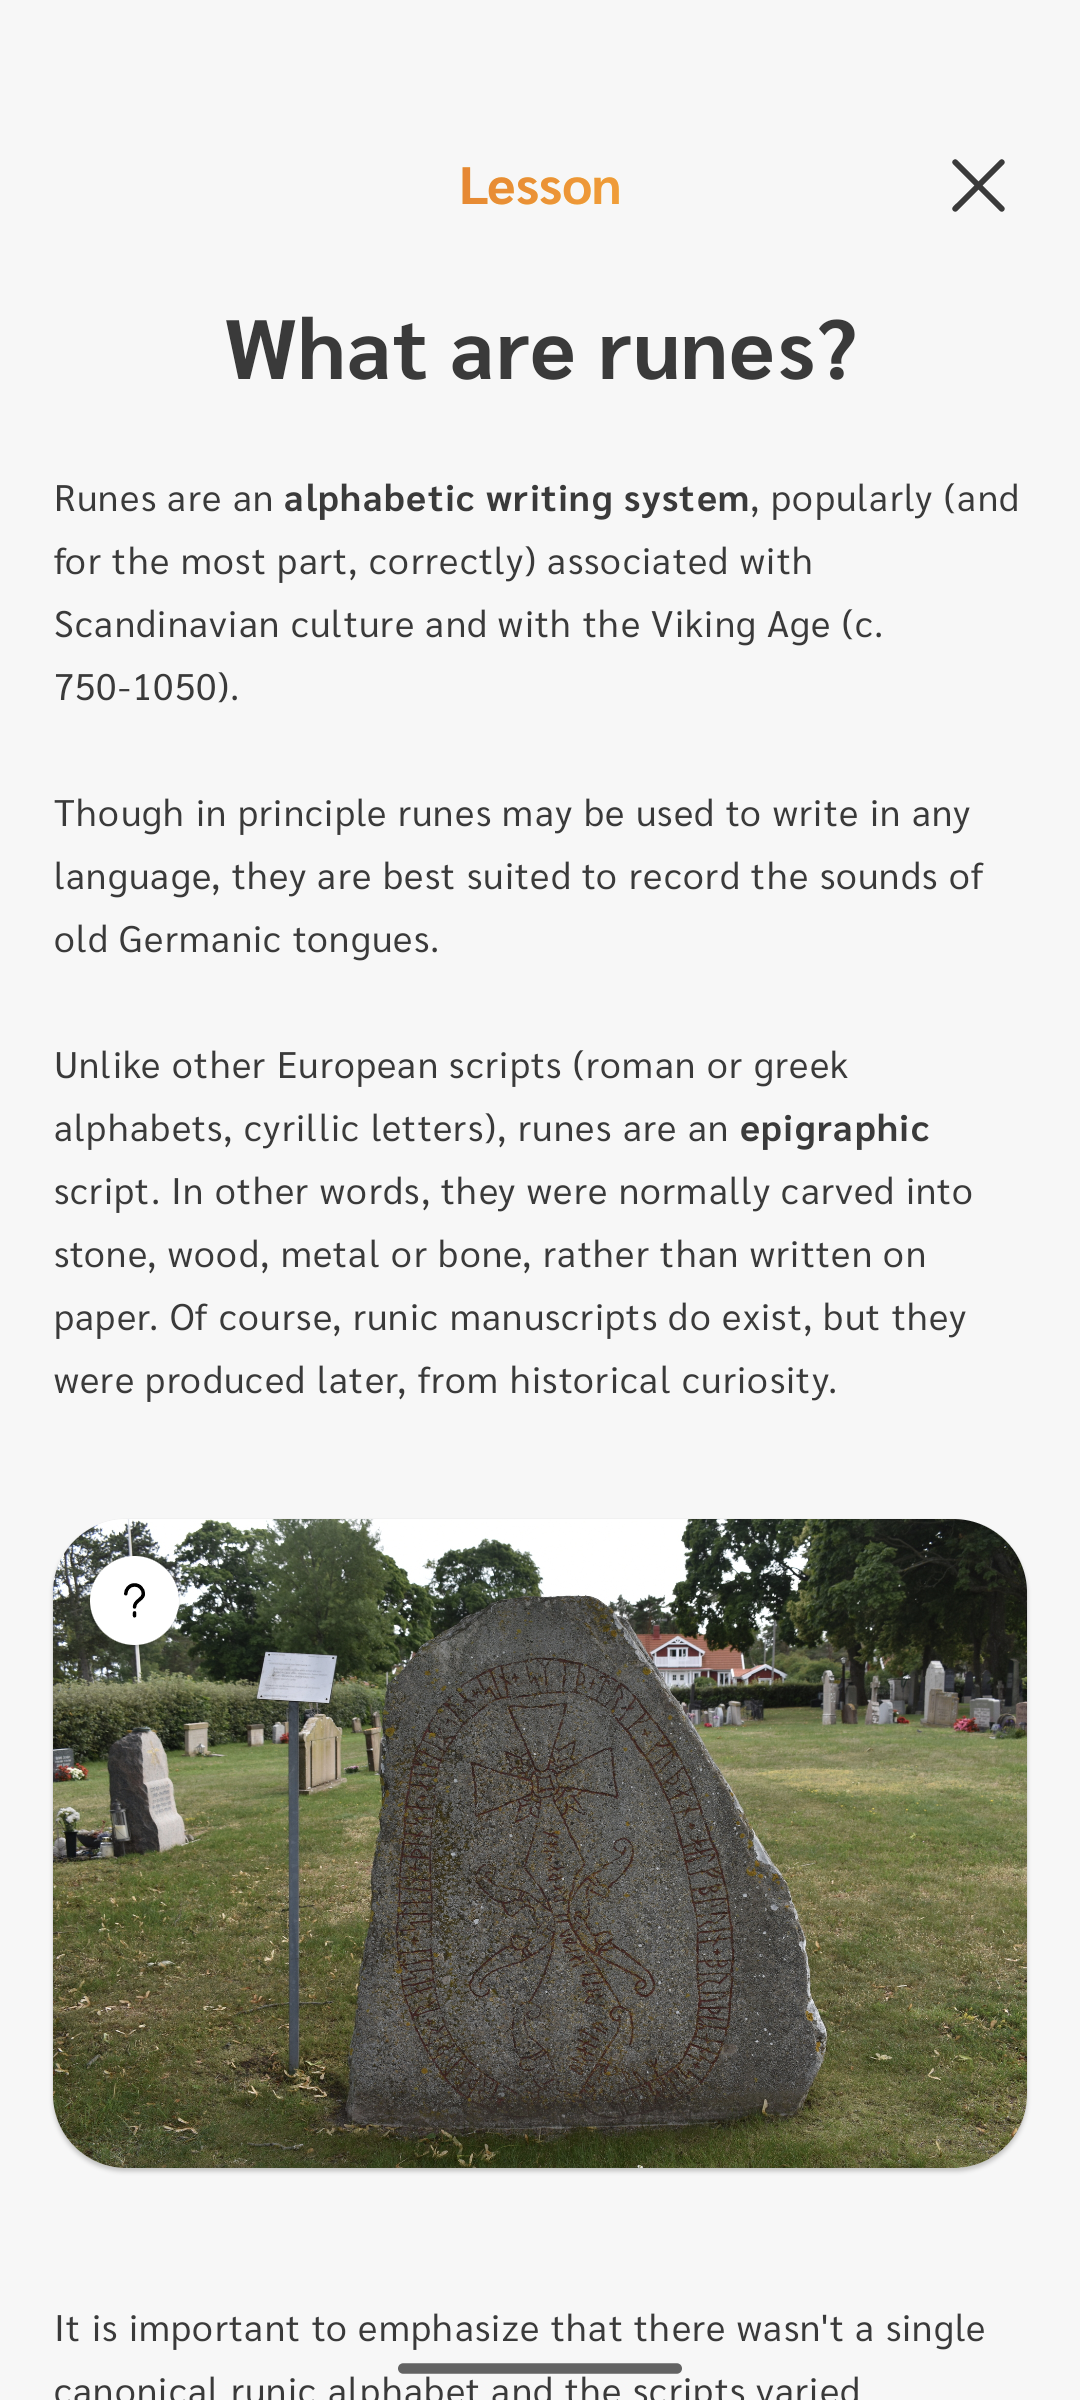 Lesson
What are runes?
Runes are an alphabetic writing system, popularly (and
for the most part, correctly) associated with
Scandinavian culture and with the Viking Age (c.
750-1050).
Though in principle runes may be used to write in any
language, they are best suited to record the sounds of
old Germanic tongues.
Unlike other European scripts (roman or greek
alphabets, cyrillic letters), runes are an epigraphic
script. In other words, they were normally carved into
stone, wood, metal or bone, rather than written on
paper. Of course, runic manuscripts do exist, but they
were produced later, from historical curiosity.
?
It is important to emphasize that there wasn't a single
canonical runic alphabet and the scripts varied